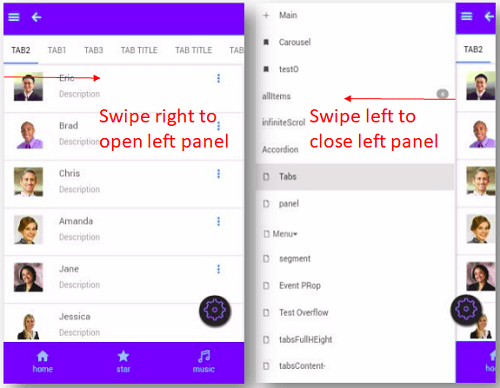 TAB2 TAB1 TAB3 TAB TITLE TAB TITLE TAB
Eric
Description
Brad
Description
Chris
Description
Amanda
Description
Jane
Description
Jessica
Description
home star music
Swipe right to
open left panel
Main
Carousel
testO
allItems
infiniteScrol
Accordion
Tabs
panel
Menu
segment
Event PRop
Test Overflow
tabsFullHEight
tabsContent-
Swipe left to
close left panel
TAB2
hom